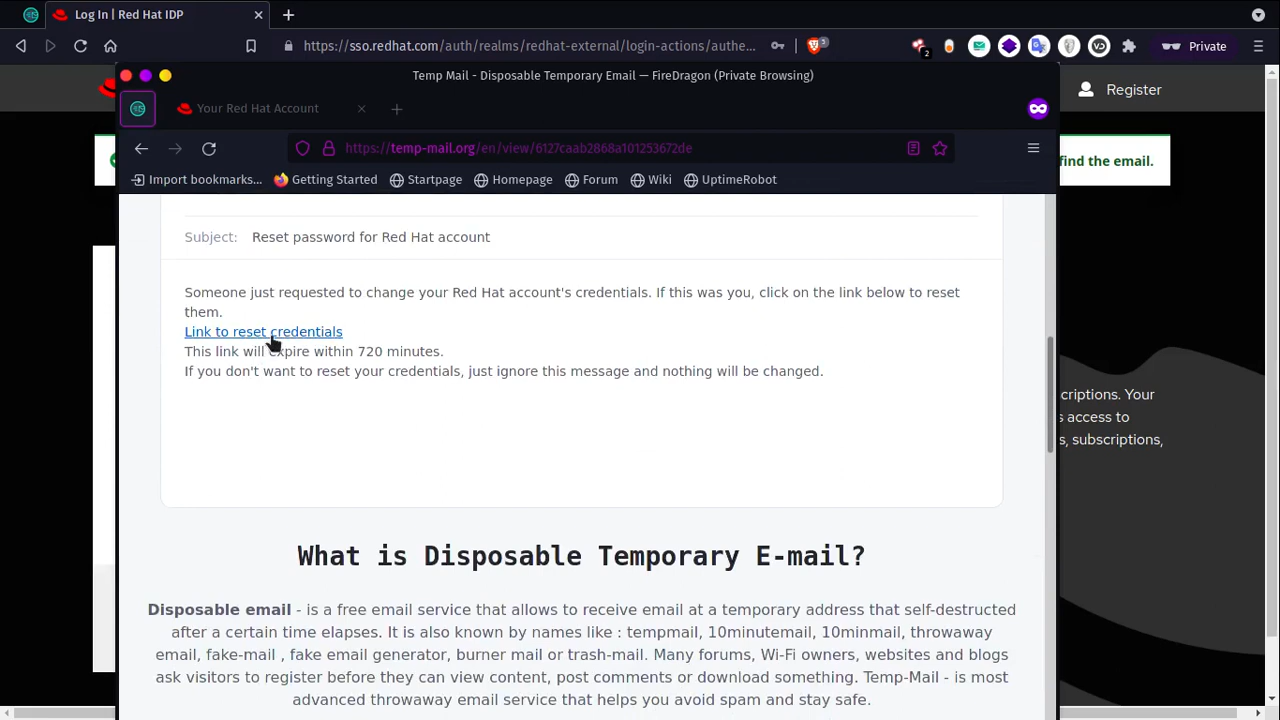 Log In | Red Hat IDP
https://sso.redhat.com/auth/realms/redhat-external/login-actions/authe...
3
2
Private
Temp Mail - Disposable Temporary Email — FireDragon (Private Browsing)
Register
Your Red Hat Account
https://temp-mail.org/en/view/6127caab2868a101253672de
find the email.
Import bookmarks...
Getting Started
Startpage
Homepage
Forum
Wiki
UptimeRobot
Subject: Reset password for Red Hat account
Someone just requested to change your Red Hat account's credentials. If this was you, click on the link below to reset
them.
Link to reset credentials
This link will expire within 720 minutes.
If you don't want to reset your credentials, just ignore this message and nothing will be changed.
criptions. Your
s access to
s, subscriptions,
What is Disposable Temporary E-mail?
Disposable email - is a free email service that allows to receive email at a temporary address that self-destructed
after a certain time elapses. It is also known by names like : tempmail, 10minutemail, 10minmail, throwaway
email, fake-mail , fake email generator, burner mail or trash-mail. Many forums, Wi-Fi owners, websites and blogs
ask visitors to register before they can view content, post comments or download something. Temp-Mail - is most
advanced throwaway email service that helps you avoid spam and stay safe.